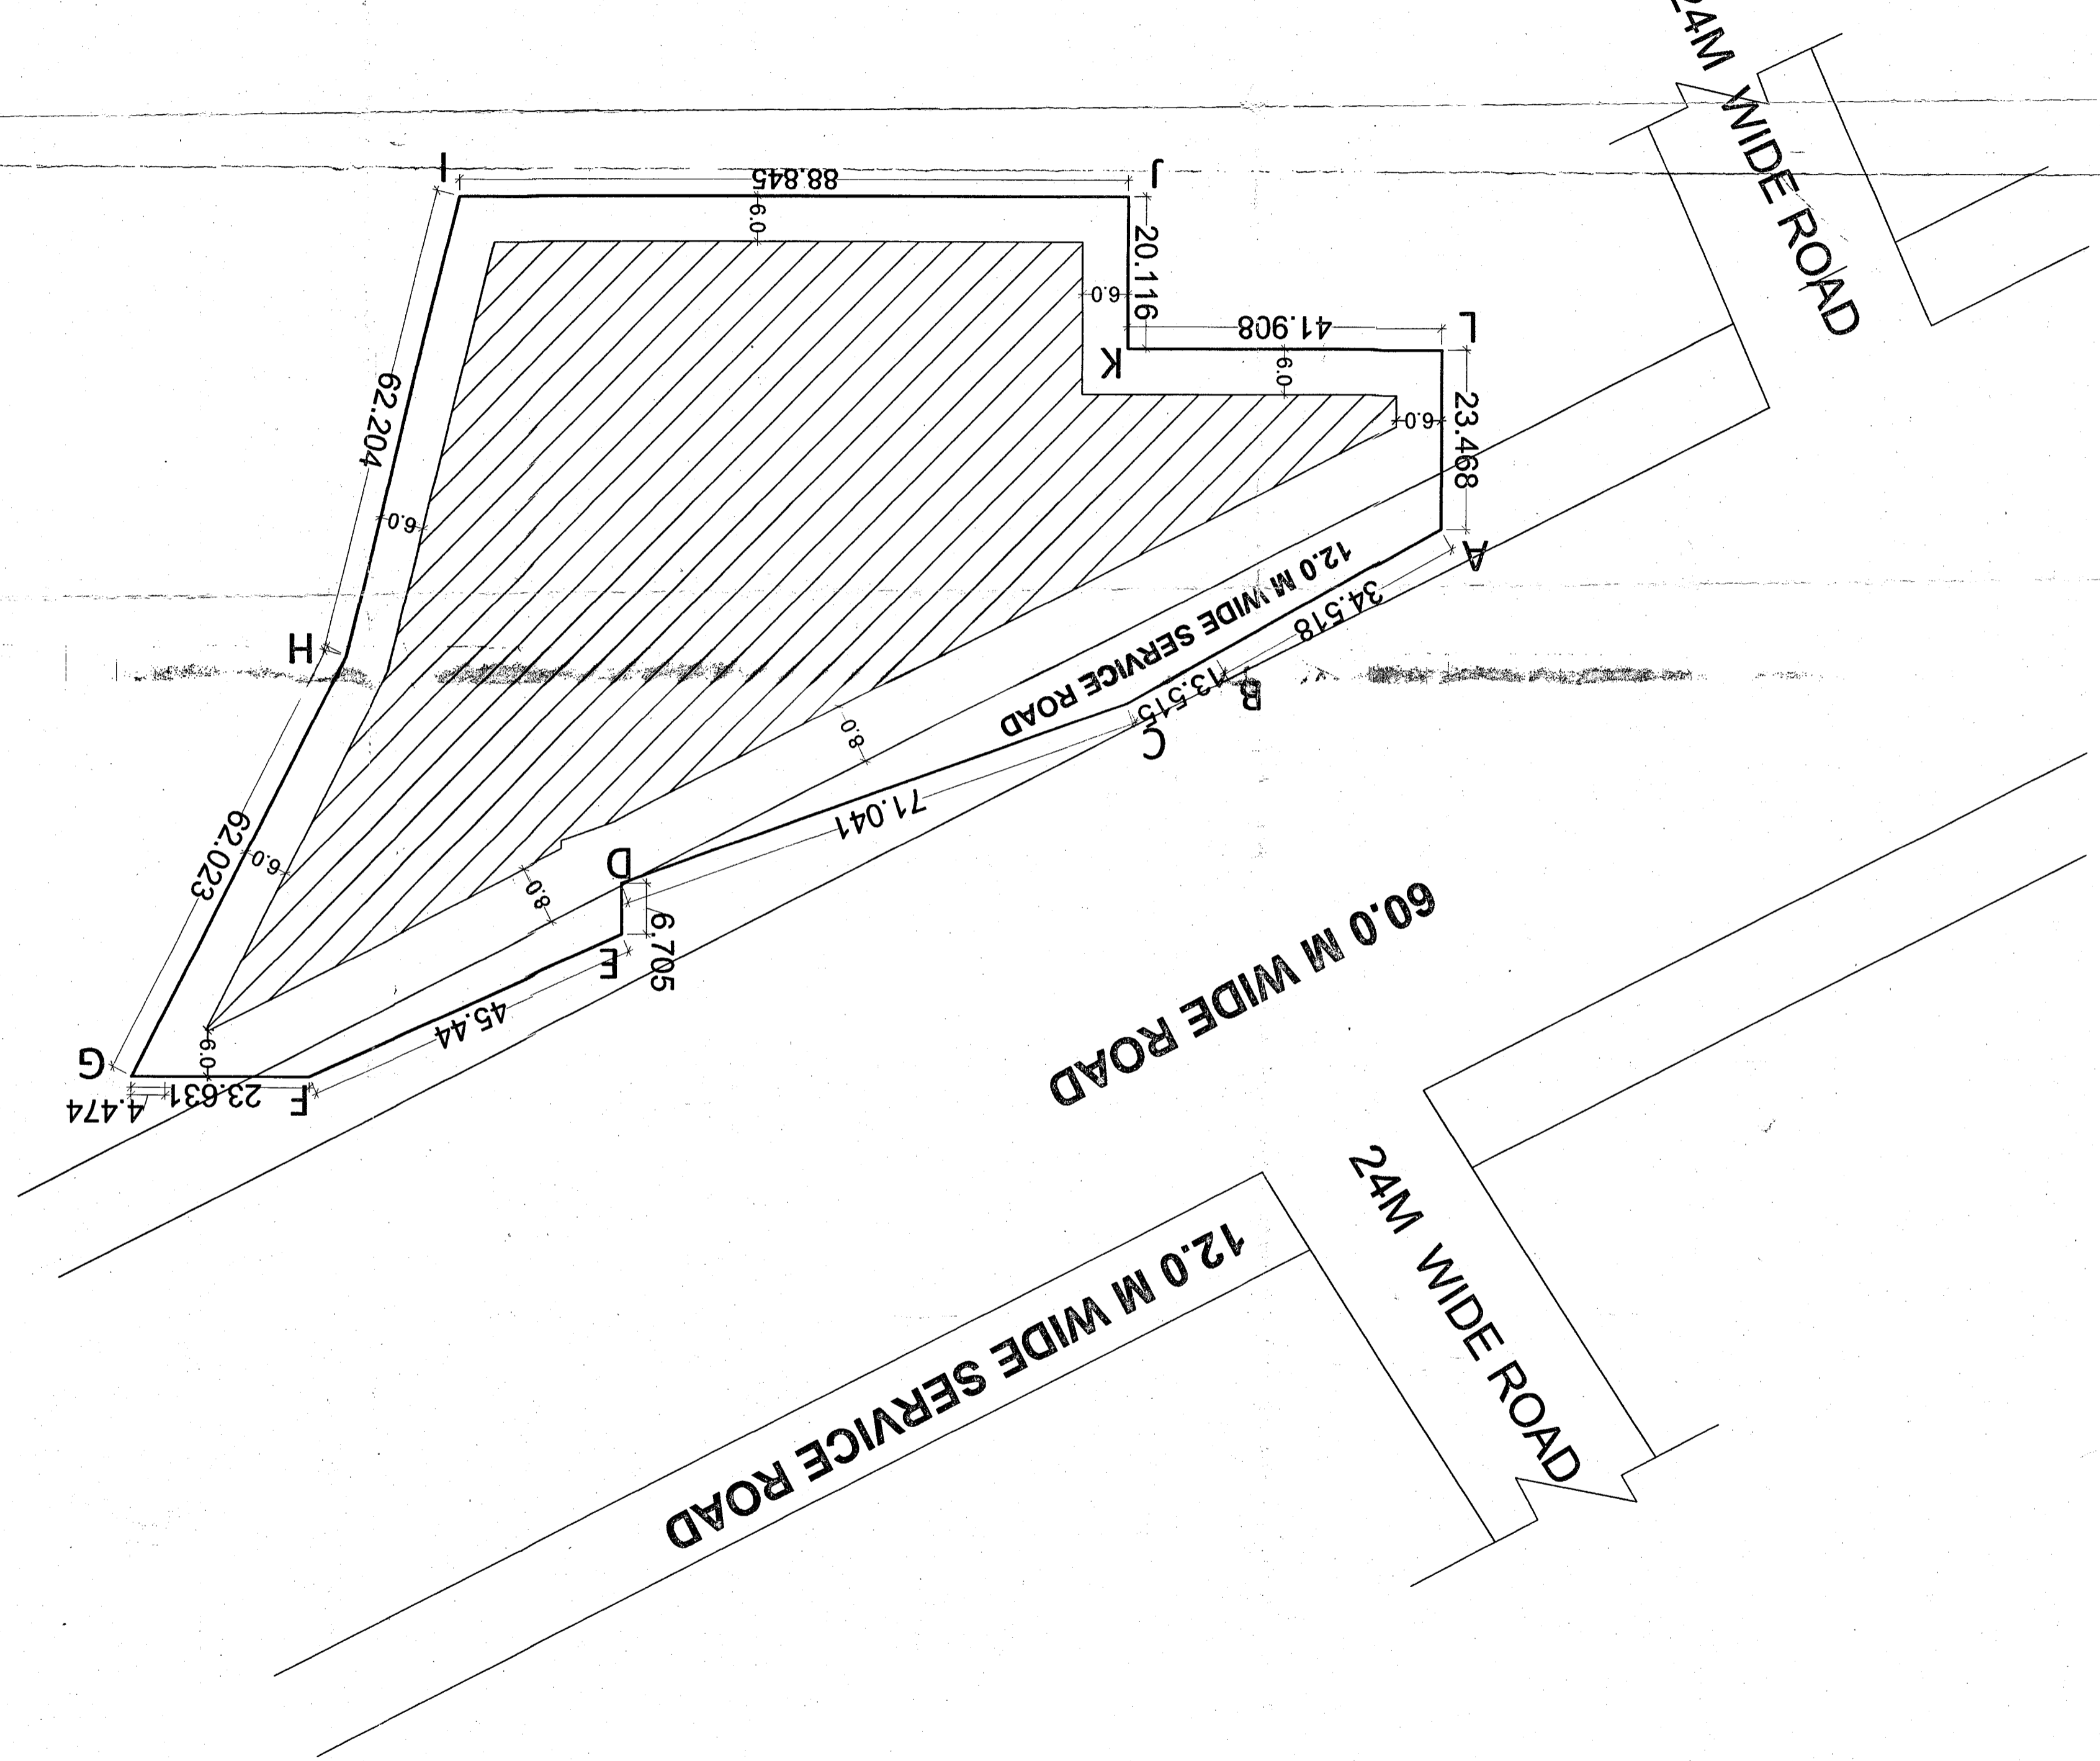 24M WIDE ROAD
I
88.845
J
6.0
20.116
6.0
41.908
L
K
6.0
6.0
23.468
62.204
6.0
A
12.0 M WIDE SERVICE ROAD
34.518
H
13.515
B
C
8.0
71.041
62.023
6.0
D
8.0
6.705
E
60.0 M WIDE ROAD
45.44
G
6.0
4.474
23.631
F
24M WIDE ROAD
12.0 M WIDE SERVICE ROAD